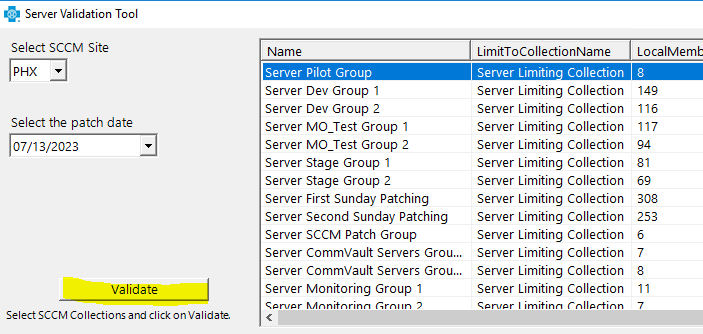 Server Validation Tool
Select SCCM Site
PHX
Select the patch date
07/13/2023
Validate
Select SCCM Collections and click on Validate.
Name LimitToCollectionName LocalMemb
Server Pilot Group Server Limiting Collection 8
Server Dev Group 1 Server Limiting Collection 149
Server Dev Group 2 Server Limiting Collection 116
Server MO_Test Group 1 Server Limiting Collection 117
Server MO_Test Group 2 Server Limiting Collection 94
Server Stage Group 1 Server Limiting Collection 81
Server Stage Group 2 Server Limiting Collection 69
Server First Sunday Patching Server Limiting Collection 308
Server Second Sunday Patching Server Limiting Collection 253
Server SCCM Patch Group Server Limiting Collection 6
Server CommVault Servers Grou... Server Limiting Collection 7
Server CommVault Servers Grou... Server Limiting Collection 8
Server Monitoring Group 1 Server Limiting Collection 11
Server Monitoring Group 2 Server Limiting Collection 7